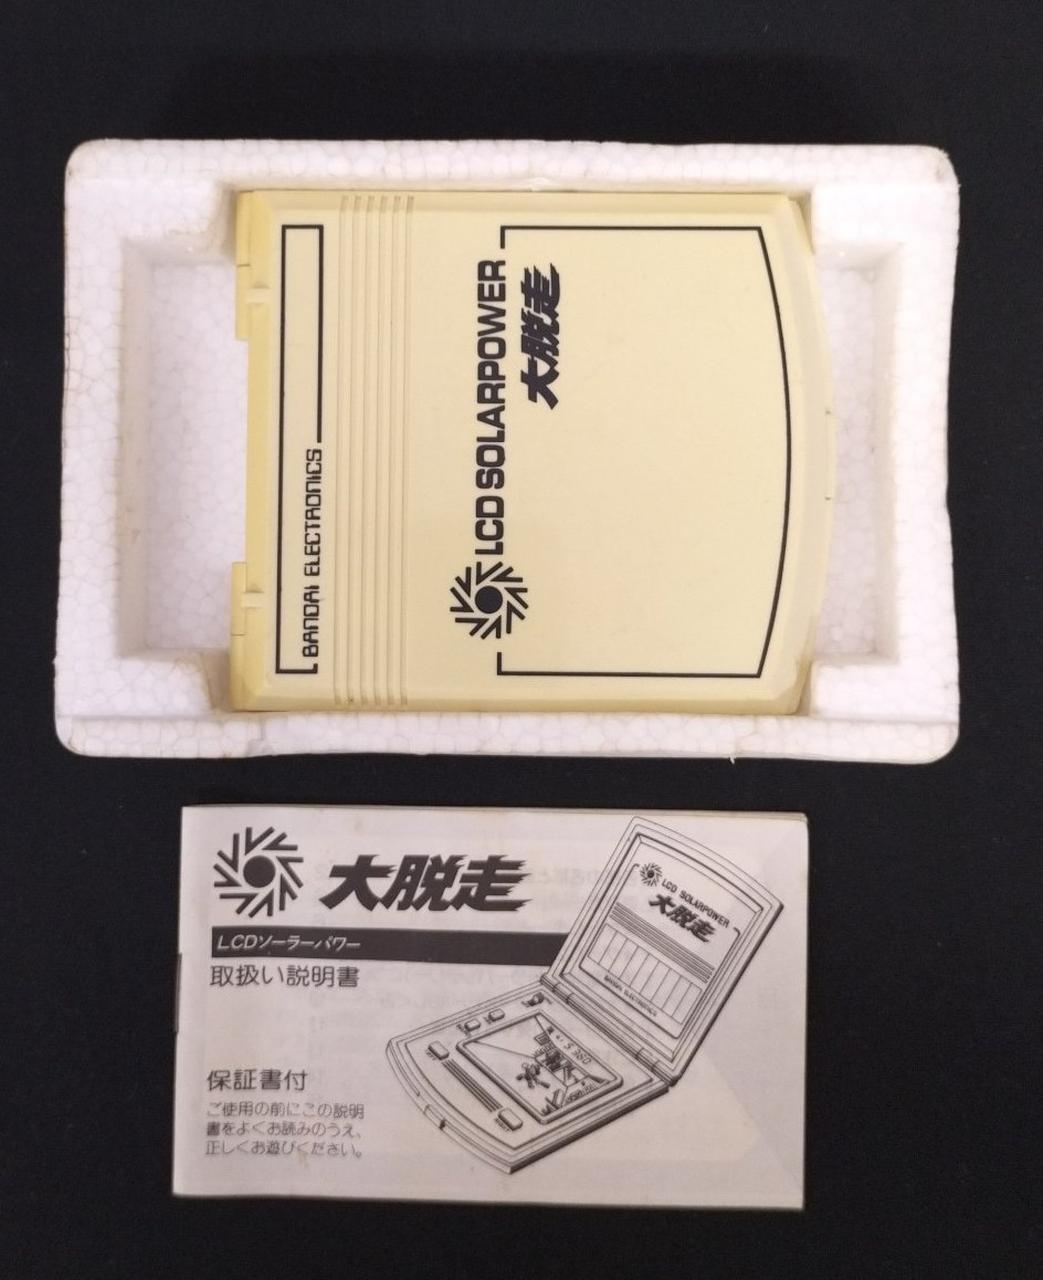 BANDAI ELECTRONICS
LCD SOLARPOWER
大脱走
大脱走
LCDソーラーパワー
取扱い説明書
保証書付
ご使用の前にこの説明
書をよくお読みのうえ、
正しくお遊びください。
LCD SOLARPOWER
大脱走
BANDAI ELECTRONICS